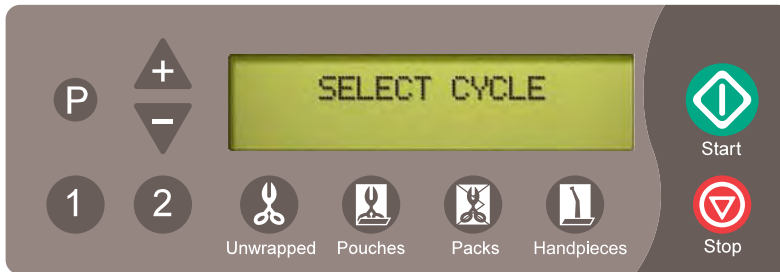 SELECT CYCLE
P
+
−
1
2
Unwrapped
Pouches
Packs
Handpieces
Start
Stop